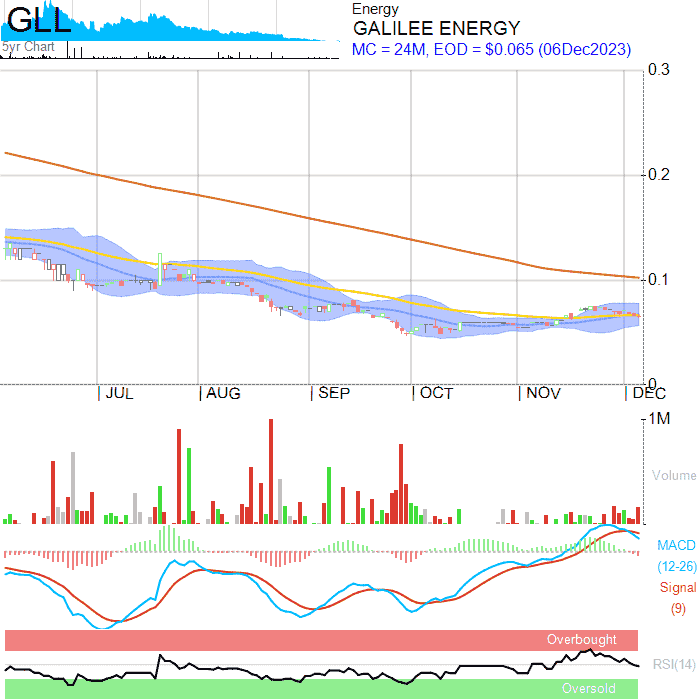 GLL
5yr Chart
Energy
GALILEE ENERGY
MC = 24M, EOD = $0.065 (06Dec2023)
0.3
0.2
0.1
0
JUL AUG SEP OCT NOV DEC
1M
Volume
MACD
(12-26)
Signal
(9)
Overbought
RSI(14)
Oversold